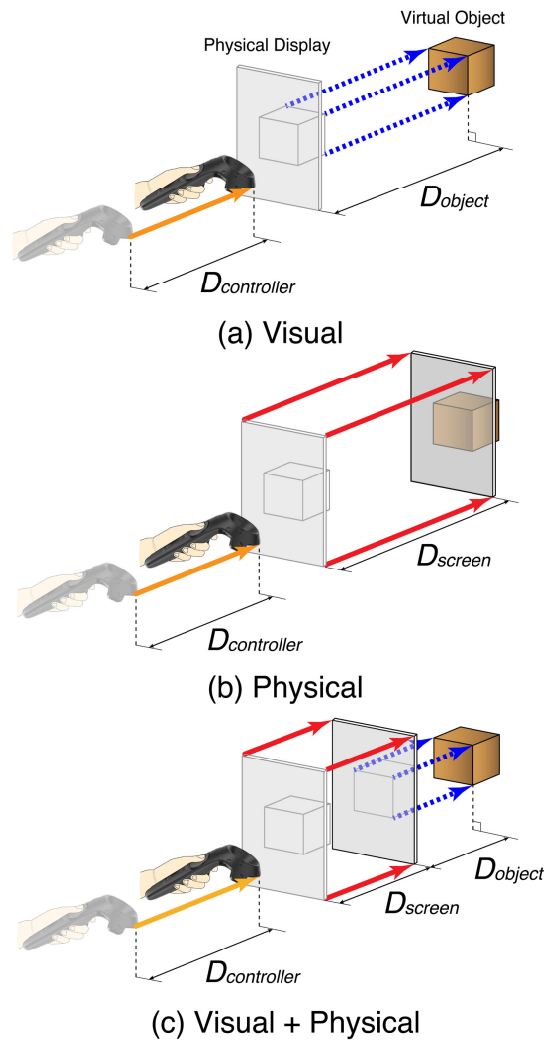 Virtual Object
Physical Display
Dobject
Dcontroller
(a) Visual
Dscreen
Dcontroller
(b) Physical
Dobject
Dscreen
Dcontroller
(c) Visual + Physical